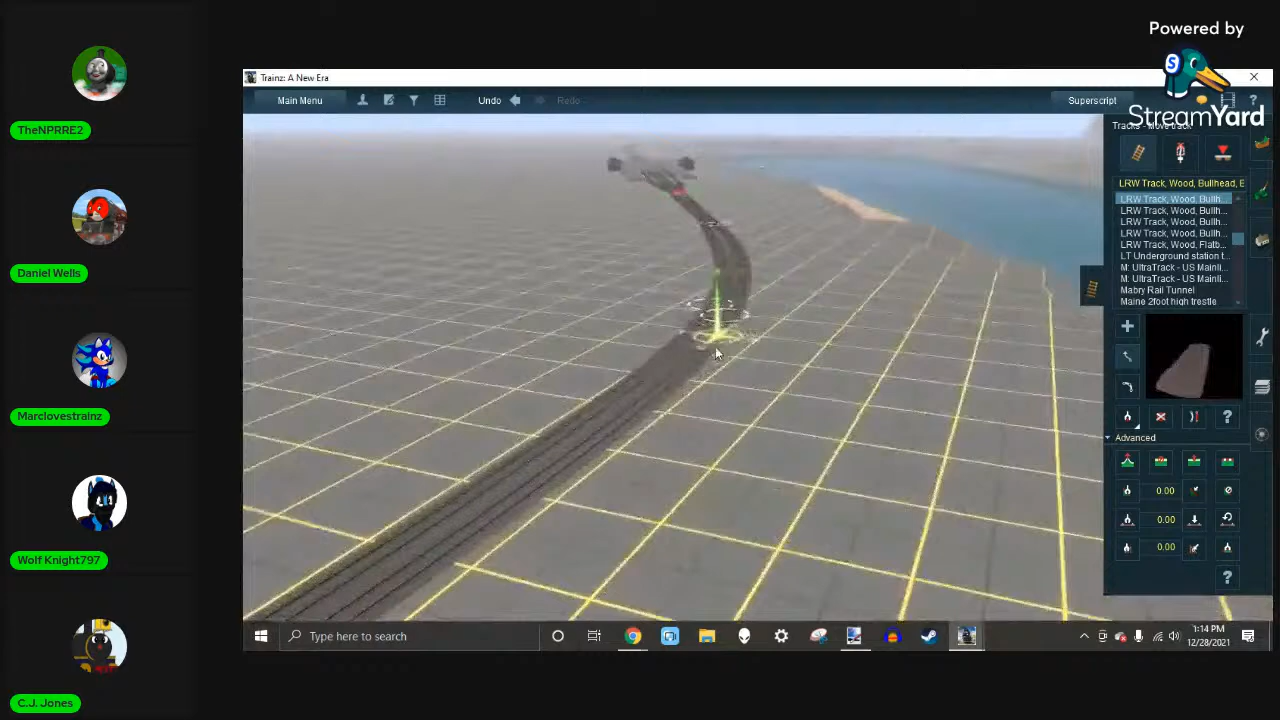 Powered by
StreamYard
TheNPRRE2
Daniel Wells
Marclovestrainz
Wolf Knight797
C.J. Jones
Trainz: A New Era
Main Menu
Undo
Redo
Superscript
Tracks - Move track
LRW Track, Wood, Bullhead, E
LRW Track, Wood, Bullh...
LRW Track, Wood, Bullh...
LRW Track, Wood, Bullh...
LRW Track, Wood, Bullh...
LRW Track, Wood, Flatb...
LT Underground station t...
M: UltraTrack - US Mainli...
M: UltraTrack - US Mainli...
Mabry Rail Tunnel
Maine 2foot high trestle
Advanced
0.00
0.00
0.00
Type here to search
1:14 PM
12/28/2021